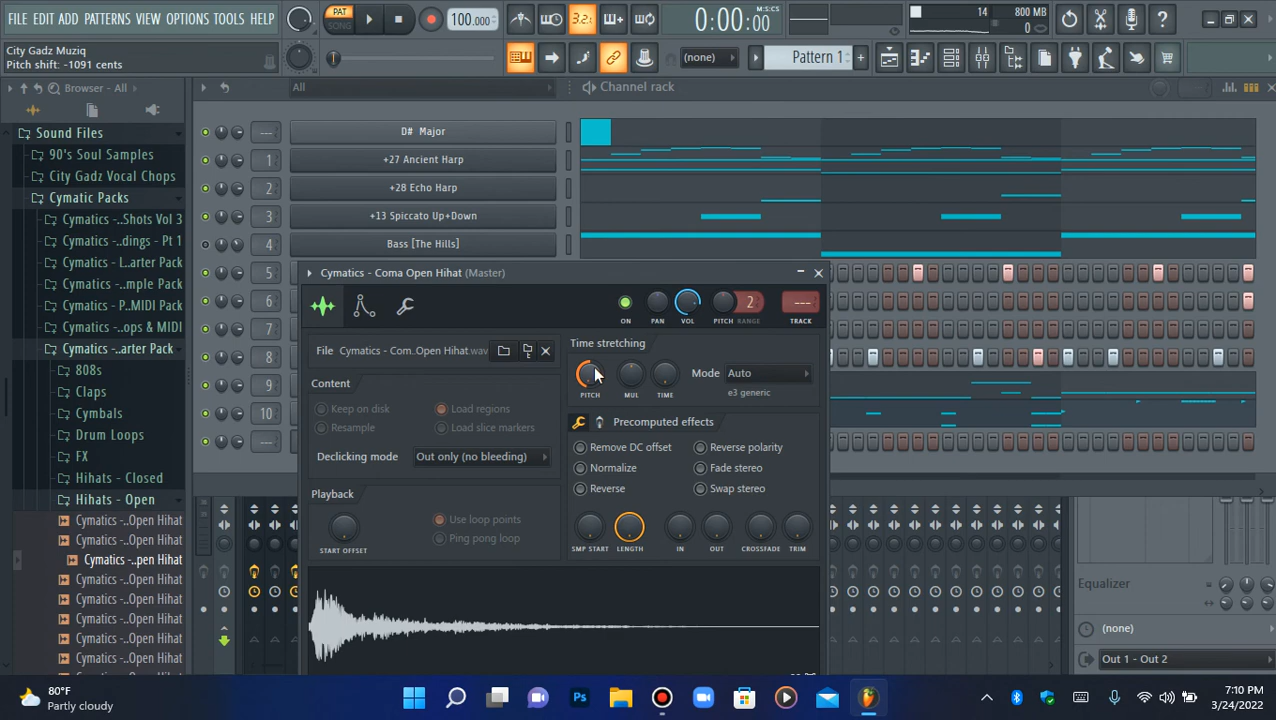 FILE EDIT ADD PATTERNS VIEW OPTIONS TOOLS HELP
PAT
SONG
100.000
3.2:
0:00:00
M:S:CS
14
800 MB
0
City Gadz Muziq
Pitch shift: -1091 cents
(none)
Pattern 1
Browser - All
All
Channel rack
Sound Files
90's Soul Samples
City Gadz Vocal Chops
Cymatic Packs
Cymatics -..Shots Vol 3
Cymatics -..dings - Pt 1
Cymatics - L..arter Pack
Cymatics -..mple Pack
Cymatics - P..MIDI Pack
Cymatics -..ops & MIDI
Cymatics -..arter Pack
808s
Claps
Cymbals
Drum Loops
FX
Hihats - Closed
Hihats - Open
Cymatics -..Open Hihat
Cymatics -..Open Hihat
Cymatics -..pen Hihat
Cymatics -..Open Hihat
Cymatics -..Open Hihat
Cymatics -..Open Hihat
Cymatics -..Open Hihat
Cymatics -..Open Hihat
---
D# Major
1
+27 Ancient Harp
2
+28 Echo Harp
3
+13 Spiccato Up+Down
4
Bass [The Hills]
5
6
7
8
9
10
---
Cymatics - Coma Open Hihat (Master)
ON
PAN
VOL
PITCH
2
RANGE
---
TRACK
File
Cymatics - Com..Open Hihat.wav
Content
Keep on disk
Load regions
Resample
Load slice markers
Declicking mode
Out only (no bleeding)
Playback
START OFFSET
Use loop points
Ping pong loop
Time stretching
PITCH
MUL
TIME
Mode
Auto
e3 generic
Precomputed effects
Remove DC offset
Reverse polarity
Normalize
Fade stereo
Reverse
Swap stereo
SMP START
LENGTH
IN
OUT
CROSSFADE
TRIM
Equalizer
(none)
Out 1 - Out 2
80°F
Partly cloudy
Ps
7:10 PM
3/24/2022